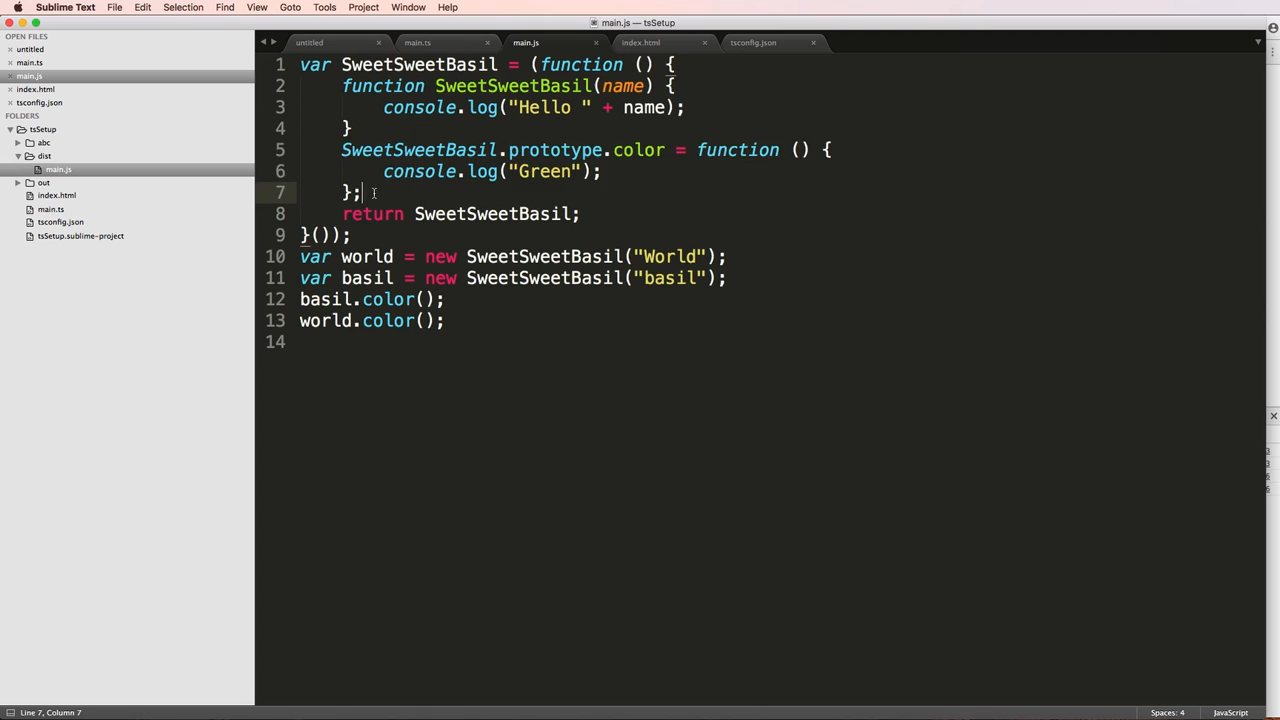 Sublime Text File Edit Selection Find View Goto Tools Project Window Help
main.js — tsSetup
OPEN FILES
untitled
main.ts
main.js
index.html
tsconfig.json
FOLDERS
tsSetup
abc
dist
main.js
out
index.html
main.ts
tsconfig.json
tsSetup.sublime-project
untitled main.ts main.js index.html tsconfig.json
1 var SweetSweetBasil = (function () {
2 function SweetSweetBasil(name) {
3 console.log("Hello " + name);
4 }
5 SweetSweetBasil.prototype.color = function () {
6 console.log("Green");
7 };
8 return SweetSweetBasil;
9 }());
10 var world = new SweetSweetBasil("World");
11 var basil = new SweetSweetBasil("basil");
12 basil.color();
13 world.color();
14
Line 7, Column 7 Spaces: 4 JavaScript